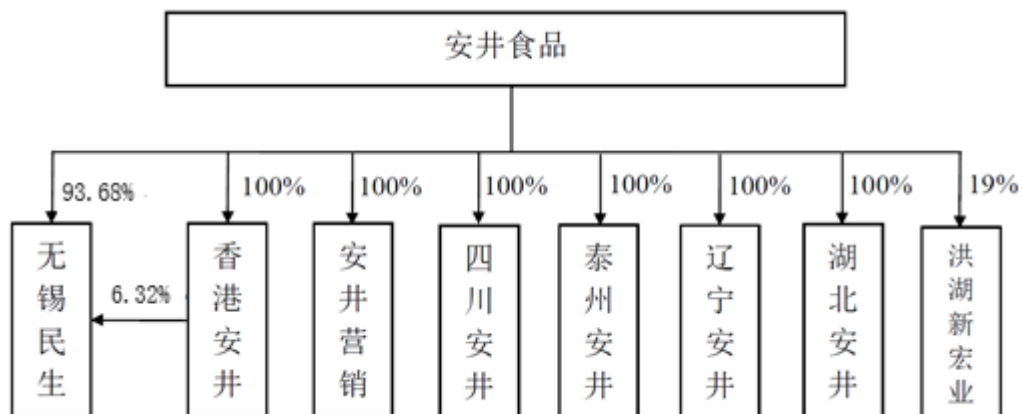 安井食品
93.68%
100%
100%
100%
100%
100%
100%
19%
无锡民生
6.32%
香港安井
安井营销
四川安井
泰州安井
辽宁安井
湖北安井
洪湖新宏业